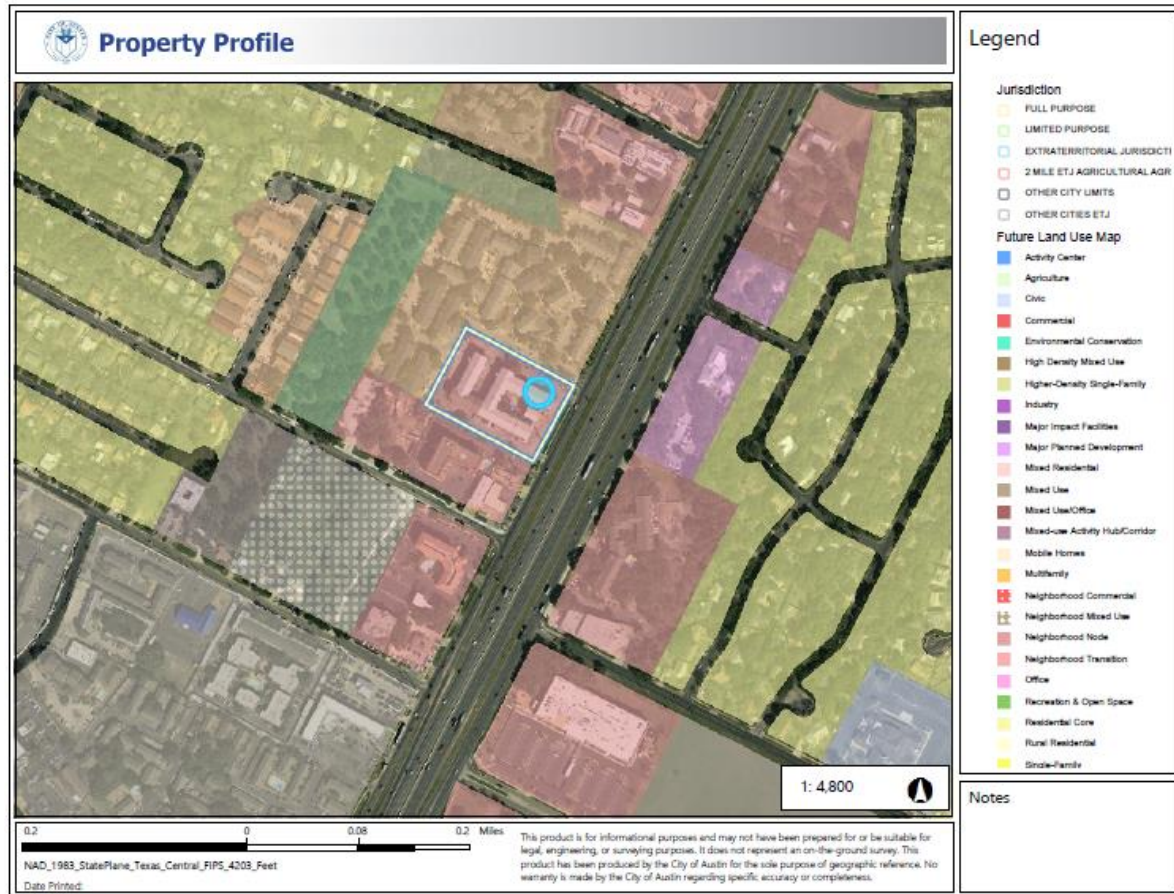 CITY OF AUSTIN
Property Profile
1: 4,800
0.2 0 0.08 0.2 Miles
NAD_1983_StatePlane_Texas_Central_FIPS_4203_Feet
Date Printed:
This product is for informational purposes and may not have been prepared for or be suitable for
legal, engineering, or surveying purposes. It does not represent an on-the-ground survey. This
product has been produced by the City of Austin for the sole purpose of geographic reference. No
warranty is made by the City of Austin regarding specific accuracy or completeness.
Legend
Jurisdiction
FULL PURPOSE
LIMITED PURPOSE
EXTRATERRITORIAL JURISDICTI
2 MILE ETJ AGRICULTURAL AGR
OTHER CITY LIMITS
OTHER CITIES ETJ
Future Land Use Map
Activity Center
Agriculture
Civic
Commercial
Environmental Conservation
High Density Mixed Use
Higher-Density Single-Family
Industry
Major Impact Facilities
Major Planned Development
Mixed Residential
Mixed Use
Mixed Use/Office
Mixed-use Activity Hub/Corridor
Mobile Homes
Multifamily
Neighborhood Commercial
Neighborhood Mixed Use
Neighborhood Node
Neighborhood Transition
Office
Recreation & Open Space
Residential Core
Rural Residential
Single-Family
Notes